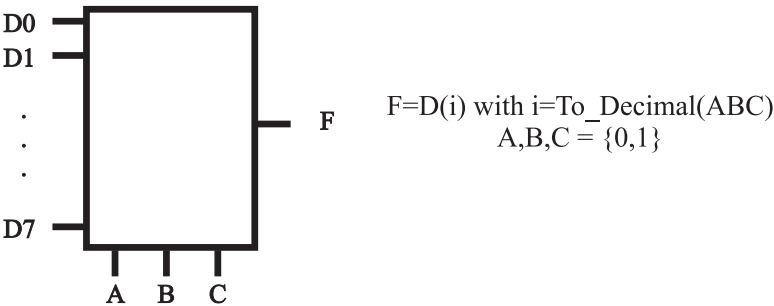 D0
D1
.
.
.
D7
A B C
F
F=D(i) with i=To_Decimal(ABC)
A,B,C = {0,1}